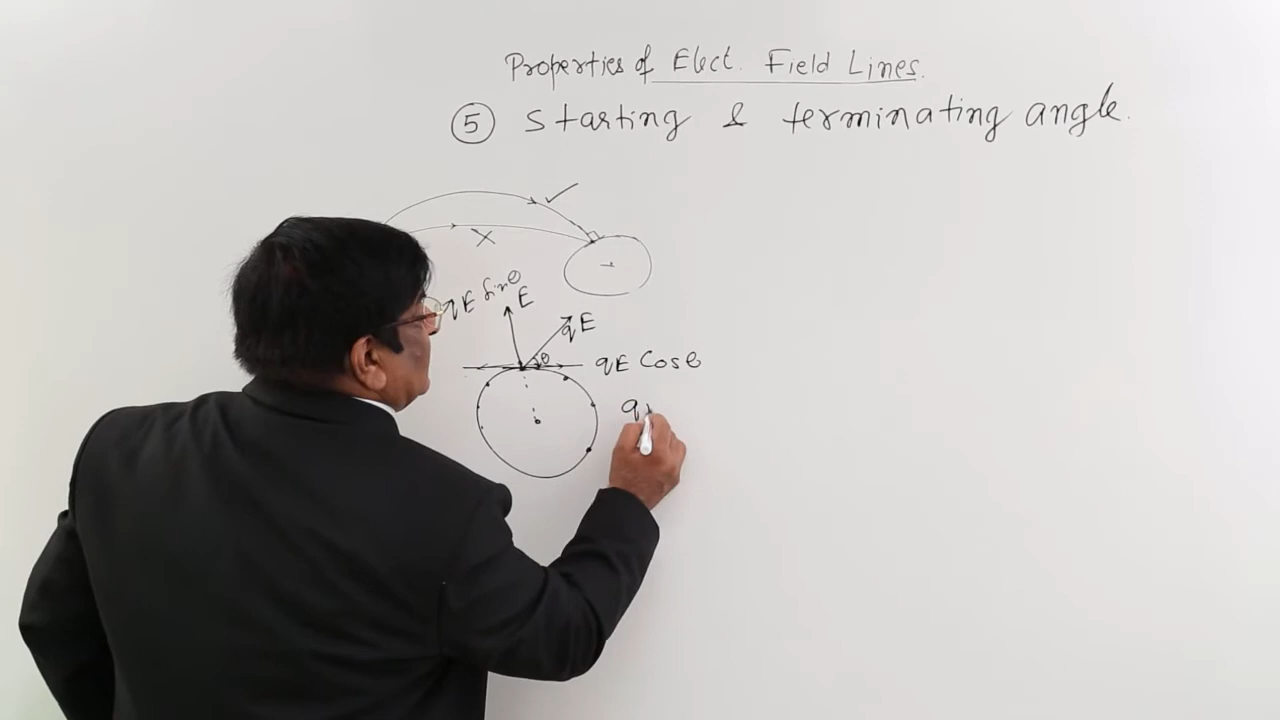 Properties of Elect. Field Lines.
⑤ Starting & terminating angle.
qE Sinθ
E
qE
θ
qE Cosθ
q